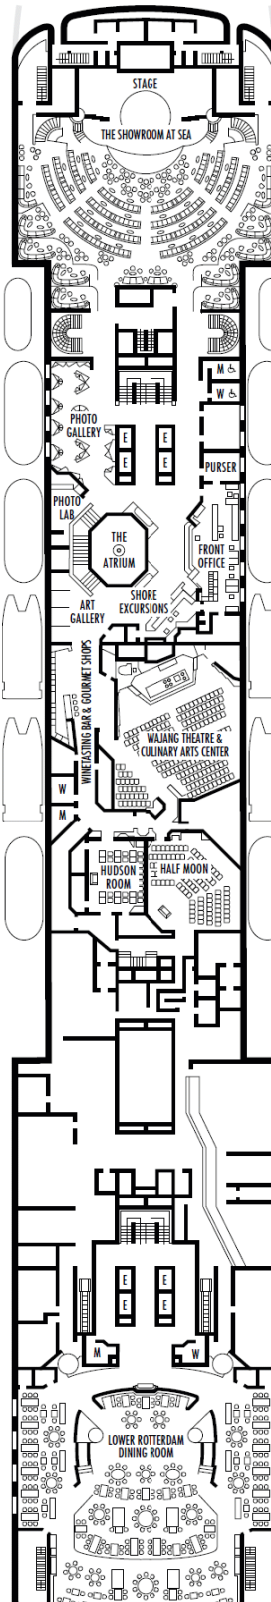 STAGE
THE SHOWROOM AT SEA
M
W
E E
E E
PHOTO
GALLERY
PURSER
PHOTO
LAB
THE
ATRIUM
FRONT
OFFICE
ART
GALLERY
SHORE
EXCURSIONS
WINETASTING BAR & GOURMET SHOPS
WAJANG THEATRE &
CULINARY ARTS CENTER
W
M
HUDSON
ROOM
HALF MOON
E E
E E
M
W
LOWER ROTTERDAM
DINING ROOM